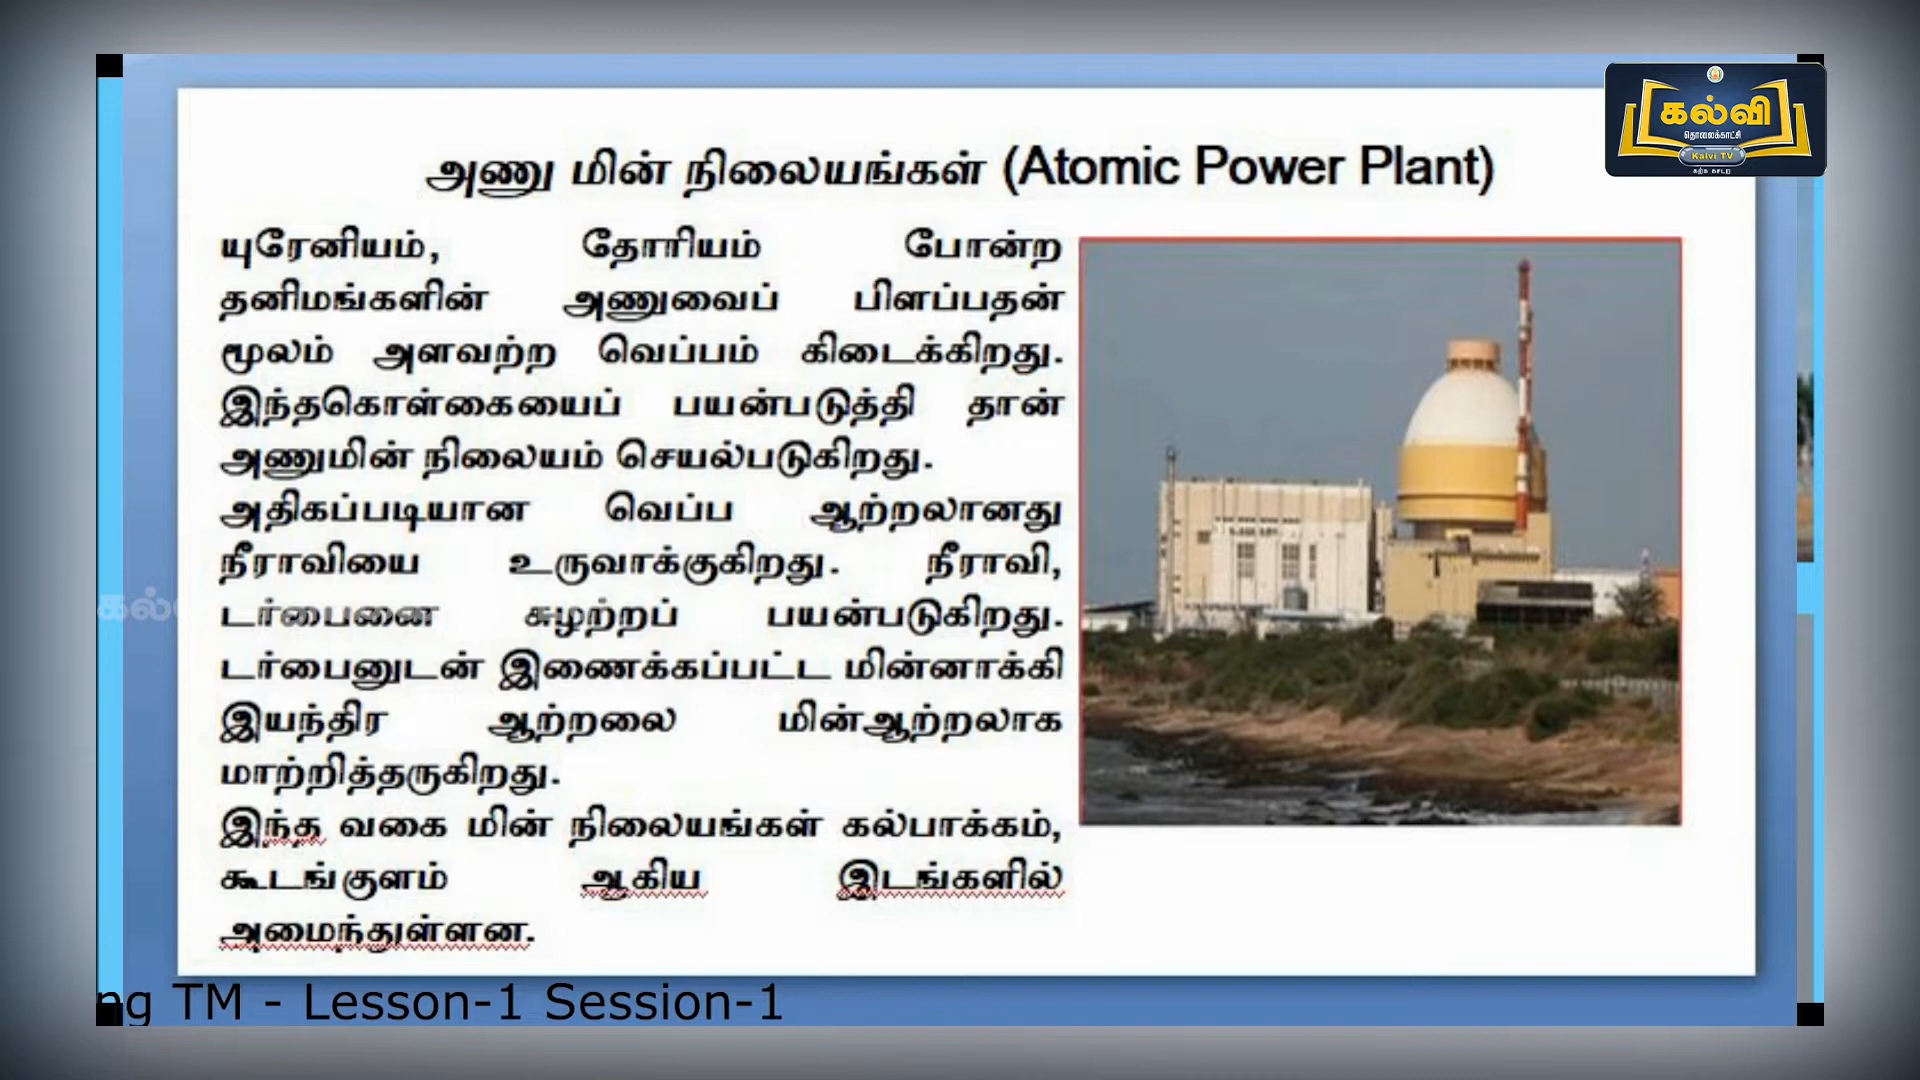 கல்வி
தொலைக்காட்சி
Kalvi TV
கற்க கசடற
அணு மின் நிலையங்கள் (Atomic Power Plant)
யுரேனியம், தோரியம் போன்ற
தனிமங்களின் அணுவைப் பிளப்பதன்
மூலம் அளவற்ற வெப்பம் கிடைக்கிறது.
இந்தகொள்கையைப் பயன்படுத்தி தான்
அணுமின் நிலையம் செயல்படுகிறது.
அதிகப்படியான வெப்ப ஆற்றலானது
நீராவியை உருவாக்குகிறது. நீராவி,
டர்பைனை சுழற்றப் பயன்படுகிறது.
டர்பைனுடன் இணைக்கப்பட்ட மின்னாக்கி
இயந்திர ஆற்றலை மின்ஆற்றலாக
மாற்றித்தருகிறது.
இந்த வகை மின் நிலையங்கள் கல்பாக்கம்,
கூடங்குளம் ஆகிய இடங்களில்
அமைந்துள்ளன.
ng TM - Lesson-1 Session-1